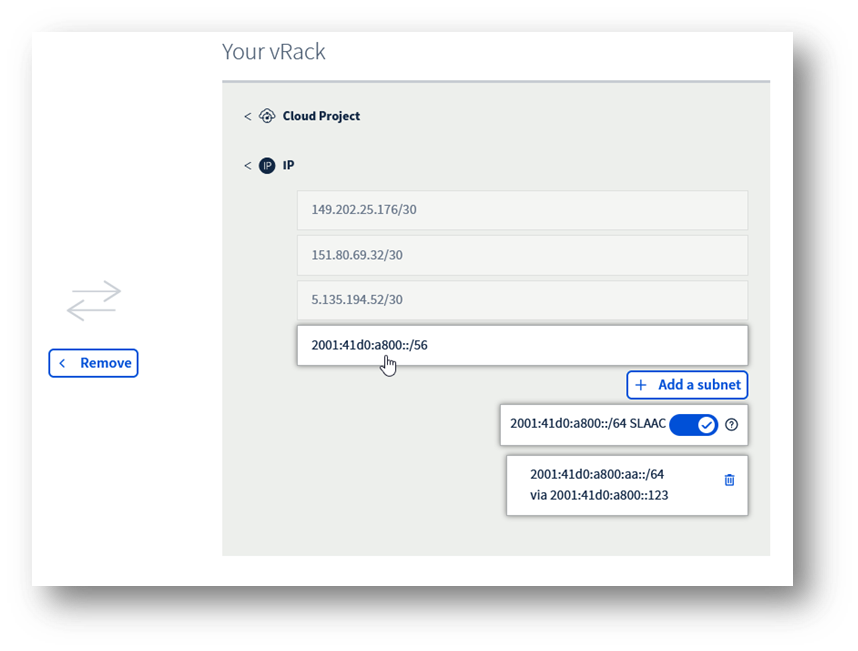 Your vRack
< Cloud Project
< IP IP
149.202.25.176/30
151.80.69.32/30
5.135.194.52/30
2001:41d0:a800::/56
< Remove
+ Add a subnet
2001:41d0:a800::/64 SLAAC ?
2001:41d0:a800:aa::/64
via 2001:41d0:a800::123